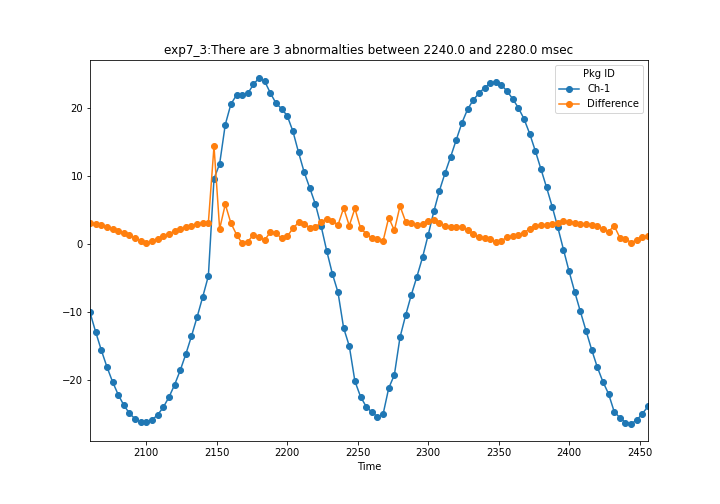 exp7_3:There are 3 abnormalties between 2240.0 and 2280.0 msec
Pkg ID
Ch-1
Difference
20
10
0
−10
−20
2100
2150
2200
2250
2300
2350
2400
2450
Time